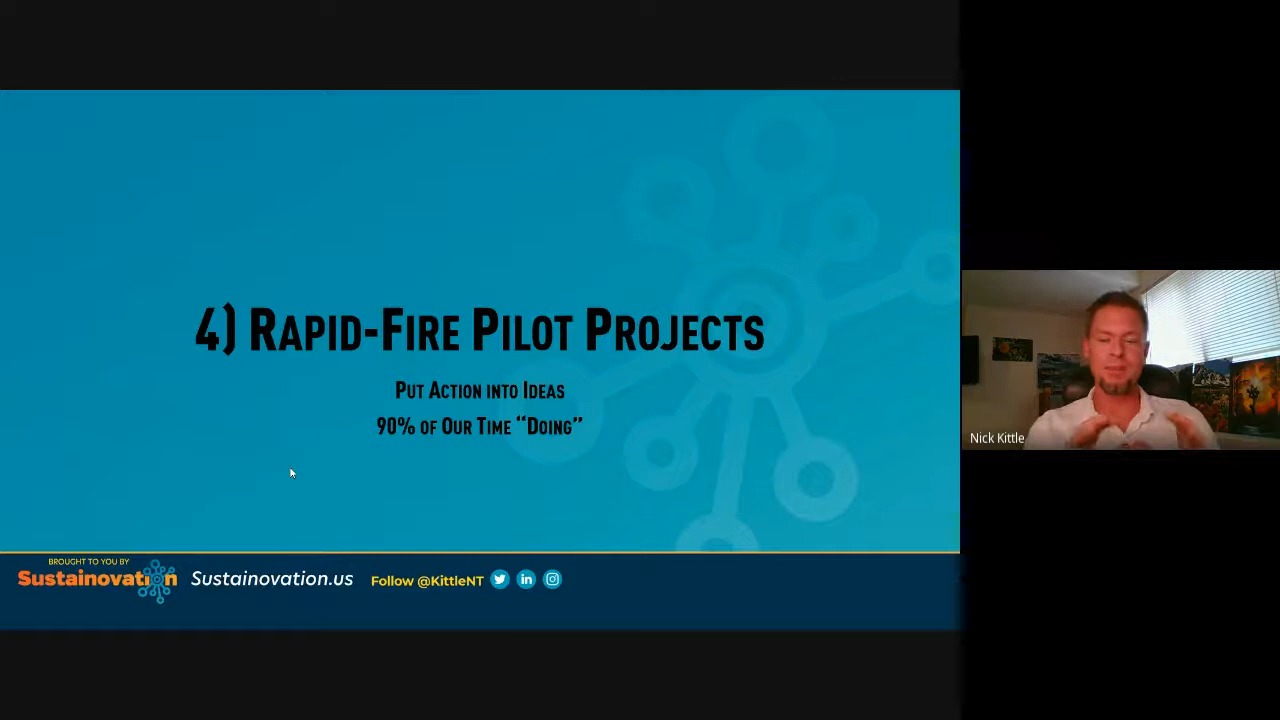 4) Rapid-Fire Pilot Projects
Put Action into Ideas
90% of Our Time “Doing”
BROUGHT TO YOU BY
Sustainovation
Sustainovation.us
Follow @KittleNT
Nick Kittle